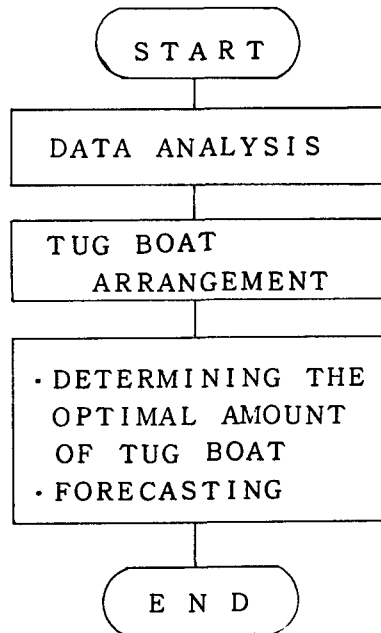 START
DATA ANALYSIS
TUG BOAT
ARRANGEMENT
· DETERMINING THE
OPTIMAL AMOUNT
OF TUG BOAT
· FORECASTING
END